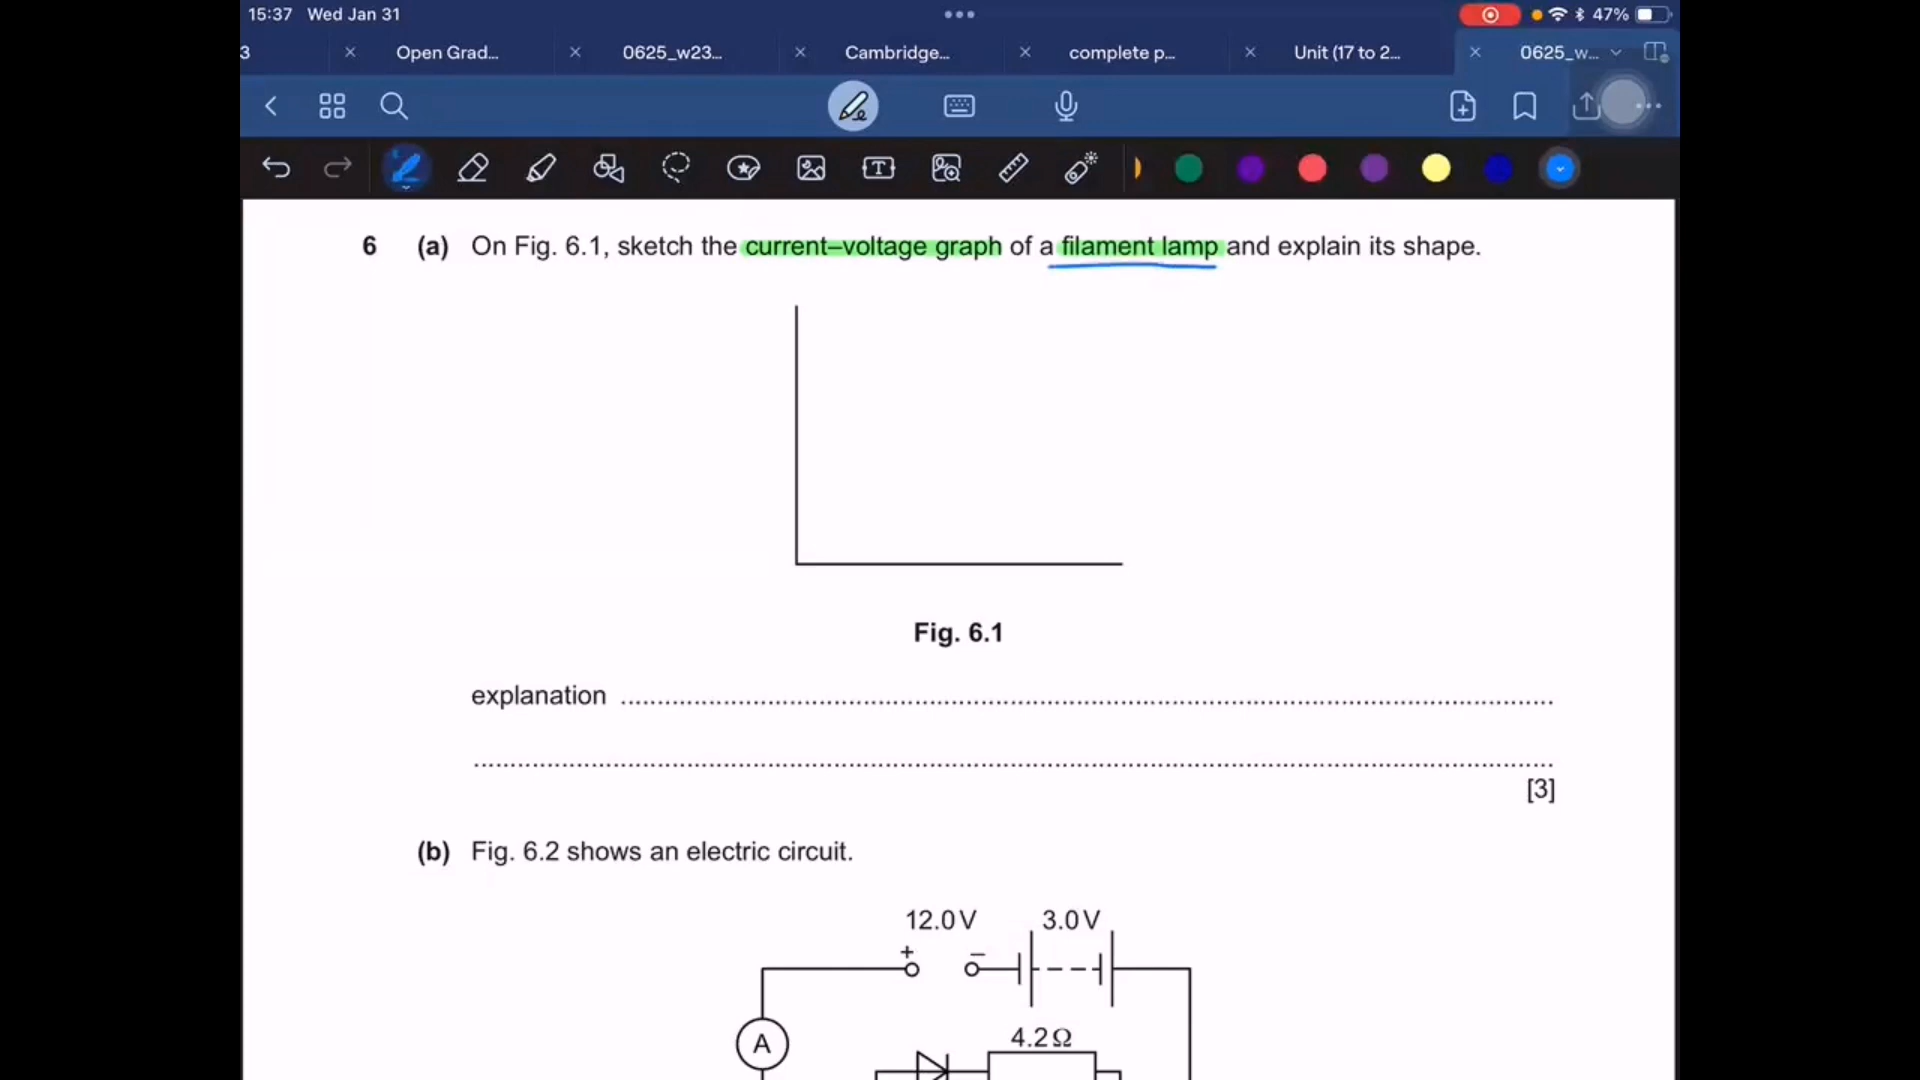 15:37 Wed Jan 31
47%
3 Open Grad... 0625_w23... Cambridge... complete p... Unit (17 to 2... 0625_w...
6 (a) On Fig. 6.1, sketch the current–voltage graph of a filament lamp and explain its shape.
Fig. 6.1
explanation ..........................................................................................
..........................................................................................
[3]
(b) Fig. 6.2 shows an electric circuit.
12.0 V 3.0 V
+ –
A
4.2 Ω